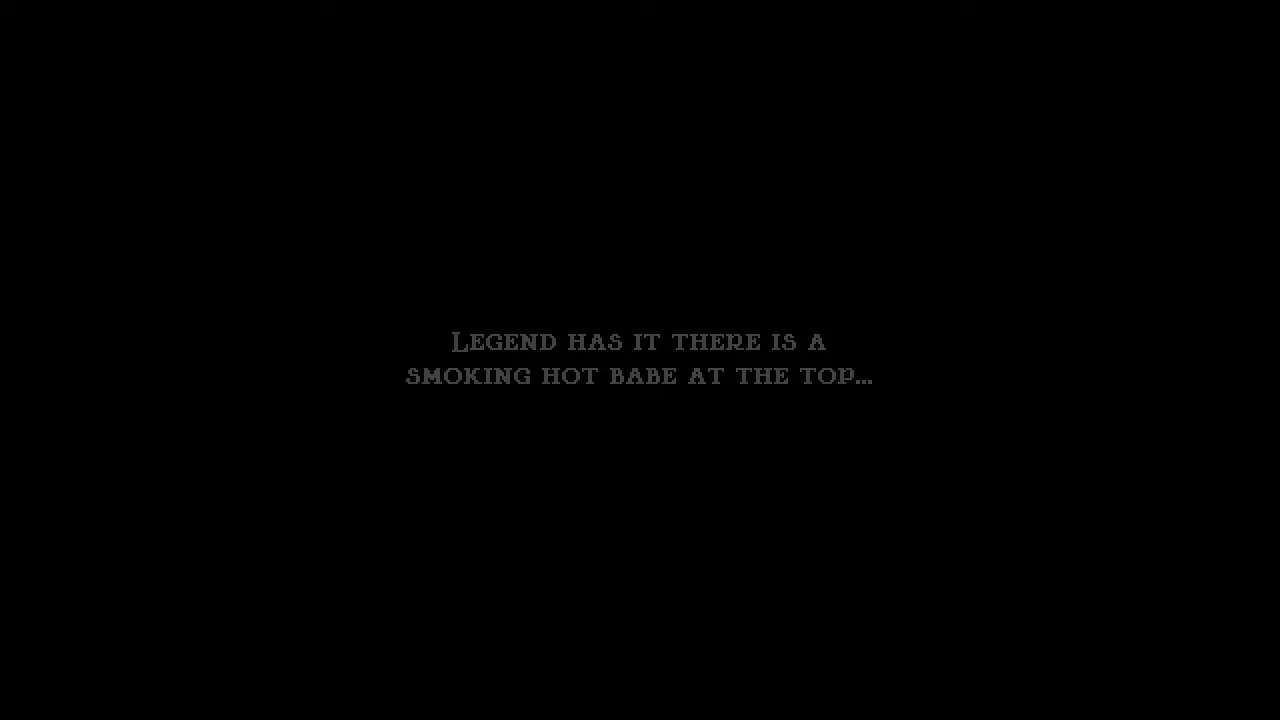 Legend has it there is a
smoking hot babe at the top...